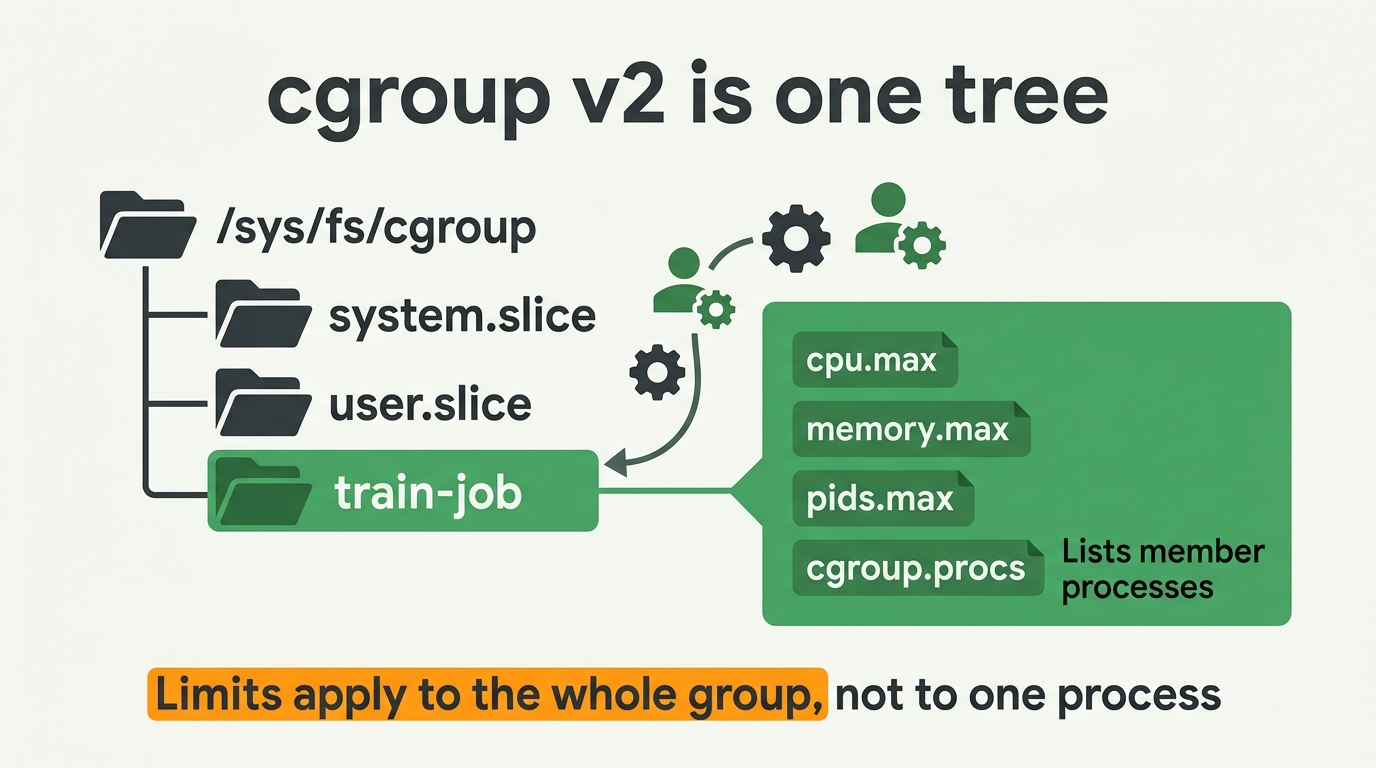 cgroup v2 is one tree
/sys/fs/cgroup
system.slice
user.slice
train-job
cpu.max
memory.max
pids.max
cgroup.procs
Lists member
processes
Limits apply to the whole group, not to one process